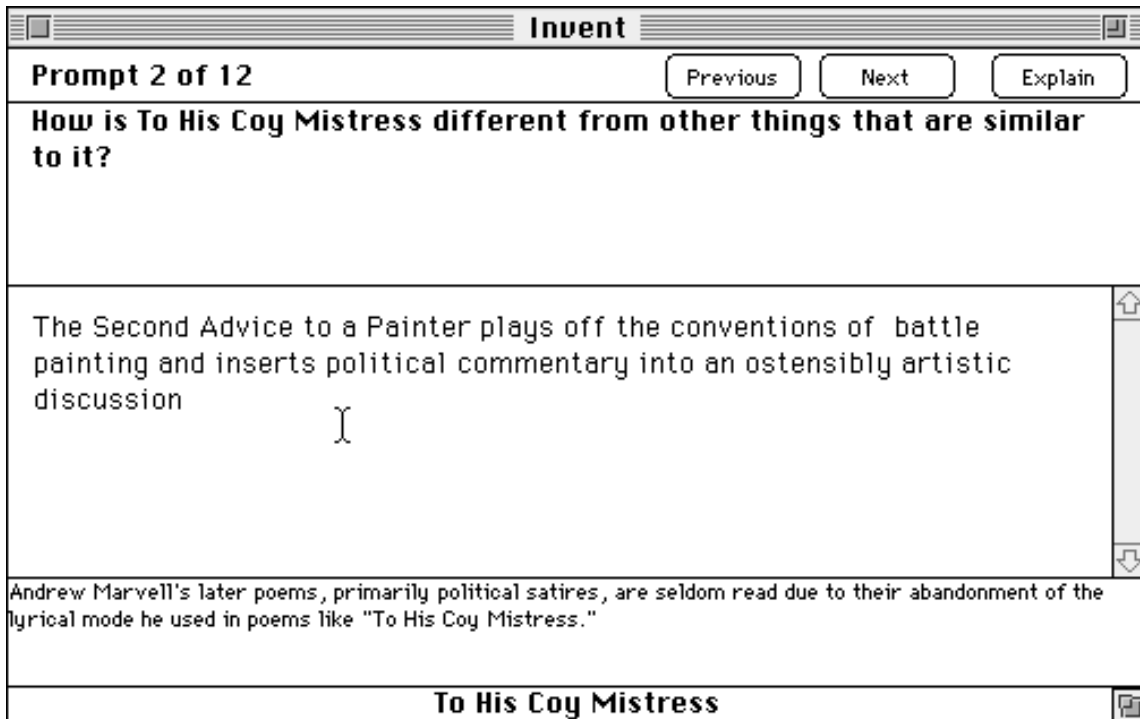 Invent
Prompt 2 of 12
Previous
Next
Explain
How is To His Coy Mistress different from other things that are similar
to it?
The Second Advice to a Painter plays off the conventions of  battle
painting and inserts political commentary into an ostensibly artistic
discussion
Andrew Marvell's later poems, primarily political satires, are seldom read due to their abandonment of the
lyrical mode he used in poems like "To His Coy Mistress."
To His Coy Mistress